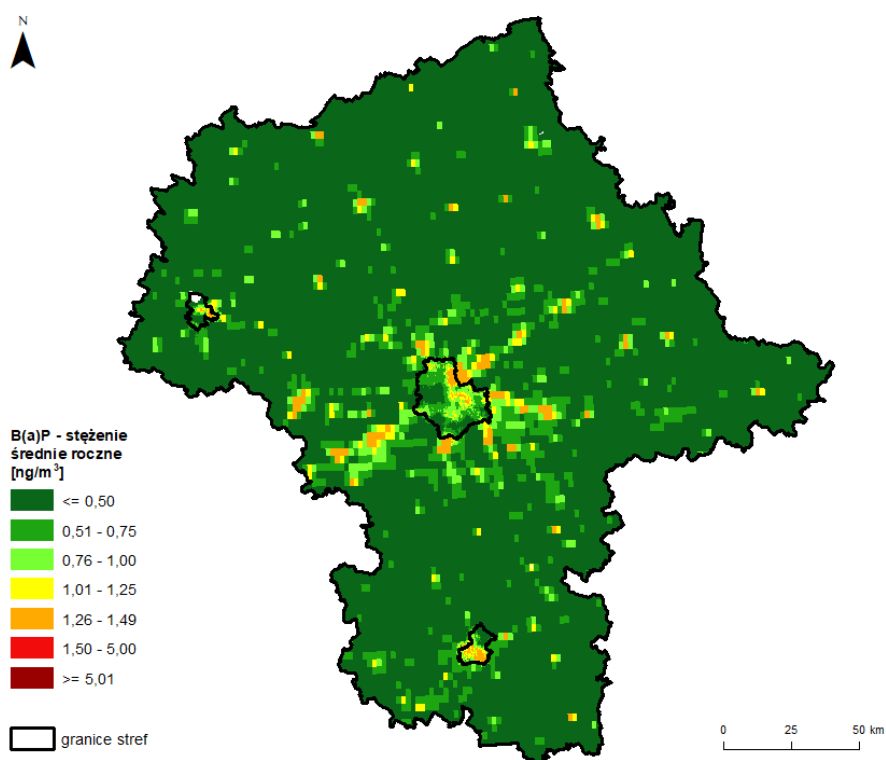 N
B(a)P - stężenie
średnie roczne
[ng/m³]
<= 0,50
0,51 - 0,75
0,76 - 1,00
1,01 - 1,25
1,26 - 1,49
1,50 - 5,00
>= 5,01
granice stref
0 25 50 km